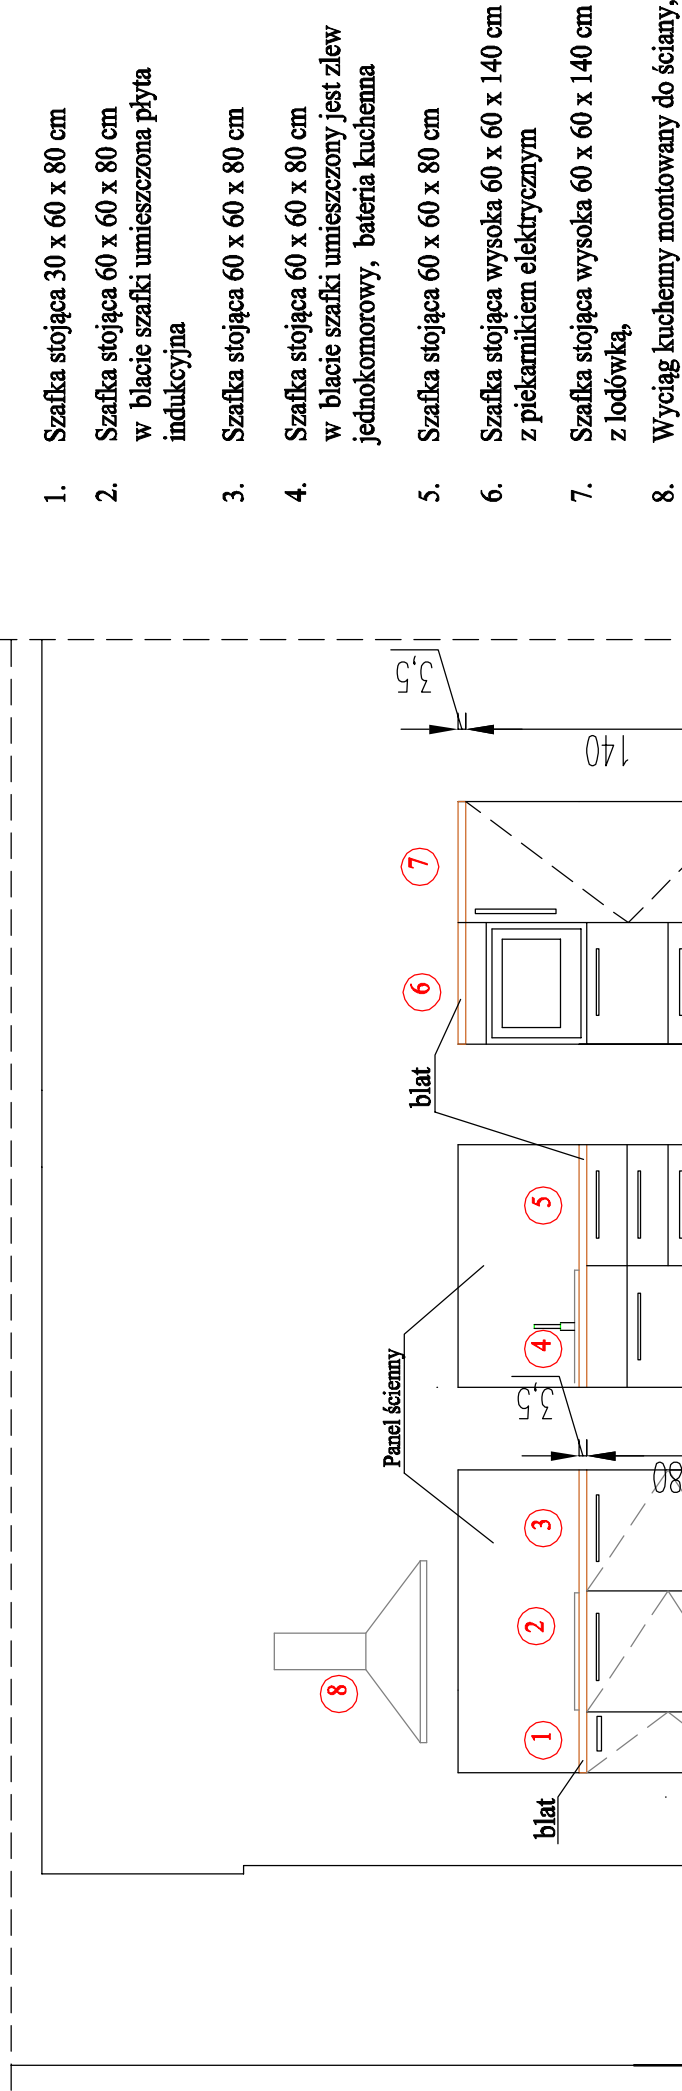 1. Szafka stojąca 30 x 60 x 80 cm
2. Szafka stojąca 60 x 60 x 80 cm
w blacie szafki umieszczona płyta
indukcyjna
3. Szafka stojąca 60 x 60 x 80 cm
4. Szafka stojąca 60 x 60 x 80 cm
w blacie szafki umieszczony jest zlew
jednokomorowy, bateria kuchenna
5. Szafka stojąca 60 x 60 x 80 cm
6. Szafka stojąca wysoka 60 x 60 x 140 cm
z piekarnikiem elektrycznym
7. Szafka stojąca wysoka 60 x 60 x 140 cm
z lodówką,
8. Wyciąg kuchenny montowany do ściany,
3,5
140
7
6
blat
5
4
Panel ścienny
3,5
80
3
2
8
1
blat